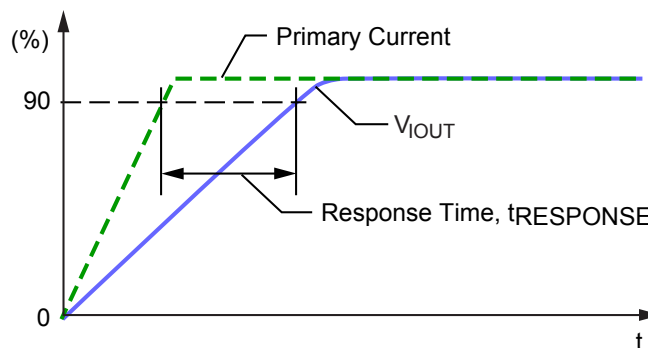 (%)
Primary Current
90
VIOUT
Response Time, tRESPONSE
0
t